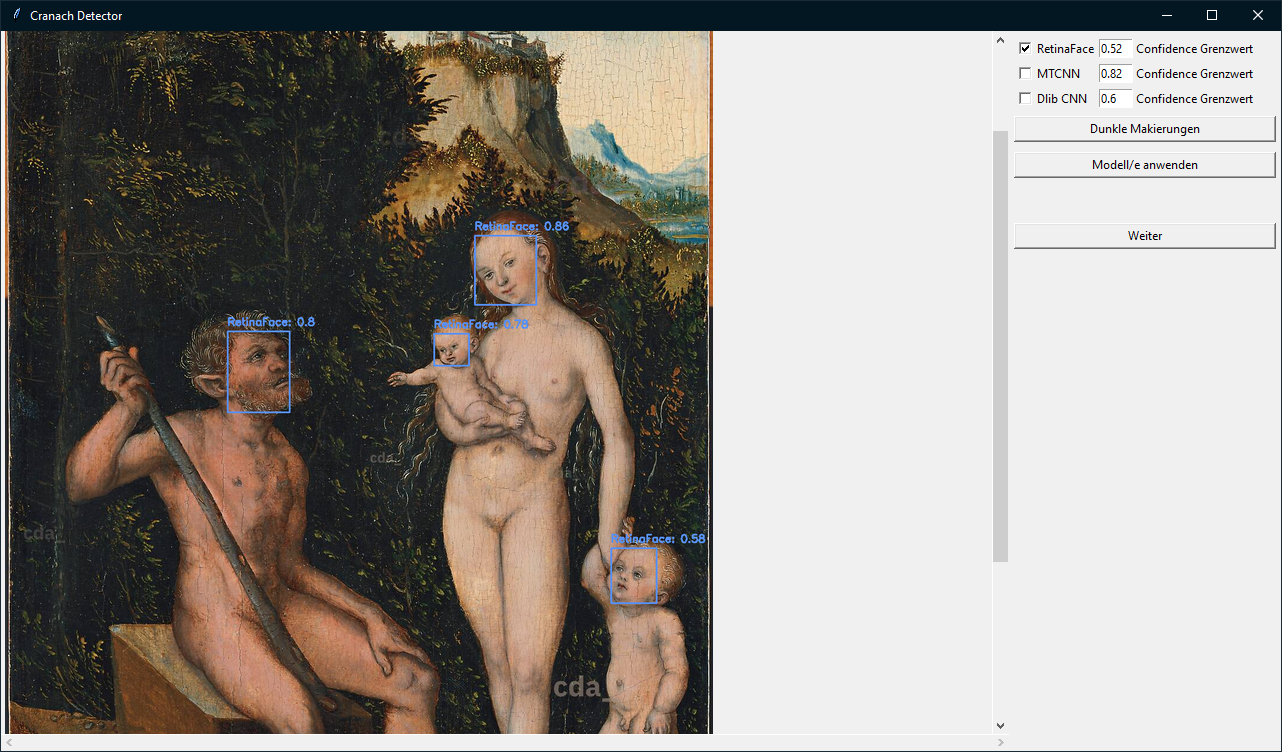 Cranach Detector
RetinaFace 0.52 Confidence Grenzwert
MTCNN 0.82 Confidence Grenzwert
Dlib CNN 0.6 Confidence Grenzwert
Dunkle Makierungen
Modell/e anwenden
Weiter
cda_
RetinaFace: 0.86
RetinaFace: 0.8
RetinaFace: 0.78
cda_
cda_
RetinaFace: 0.58
cda_